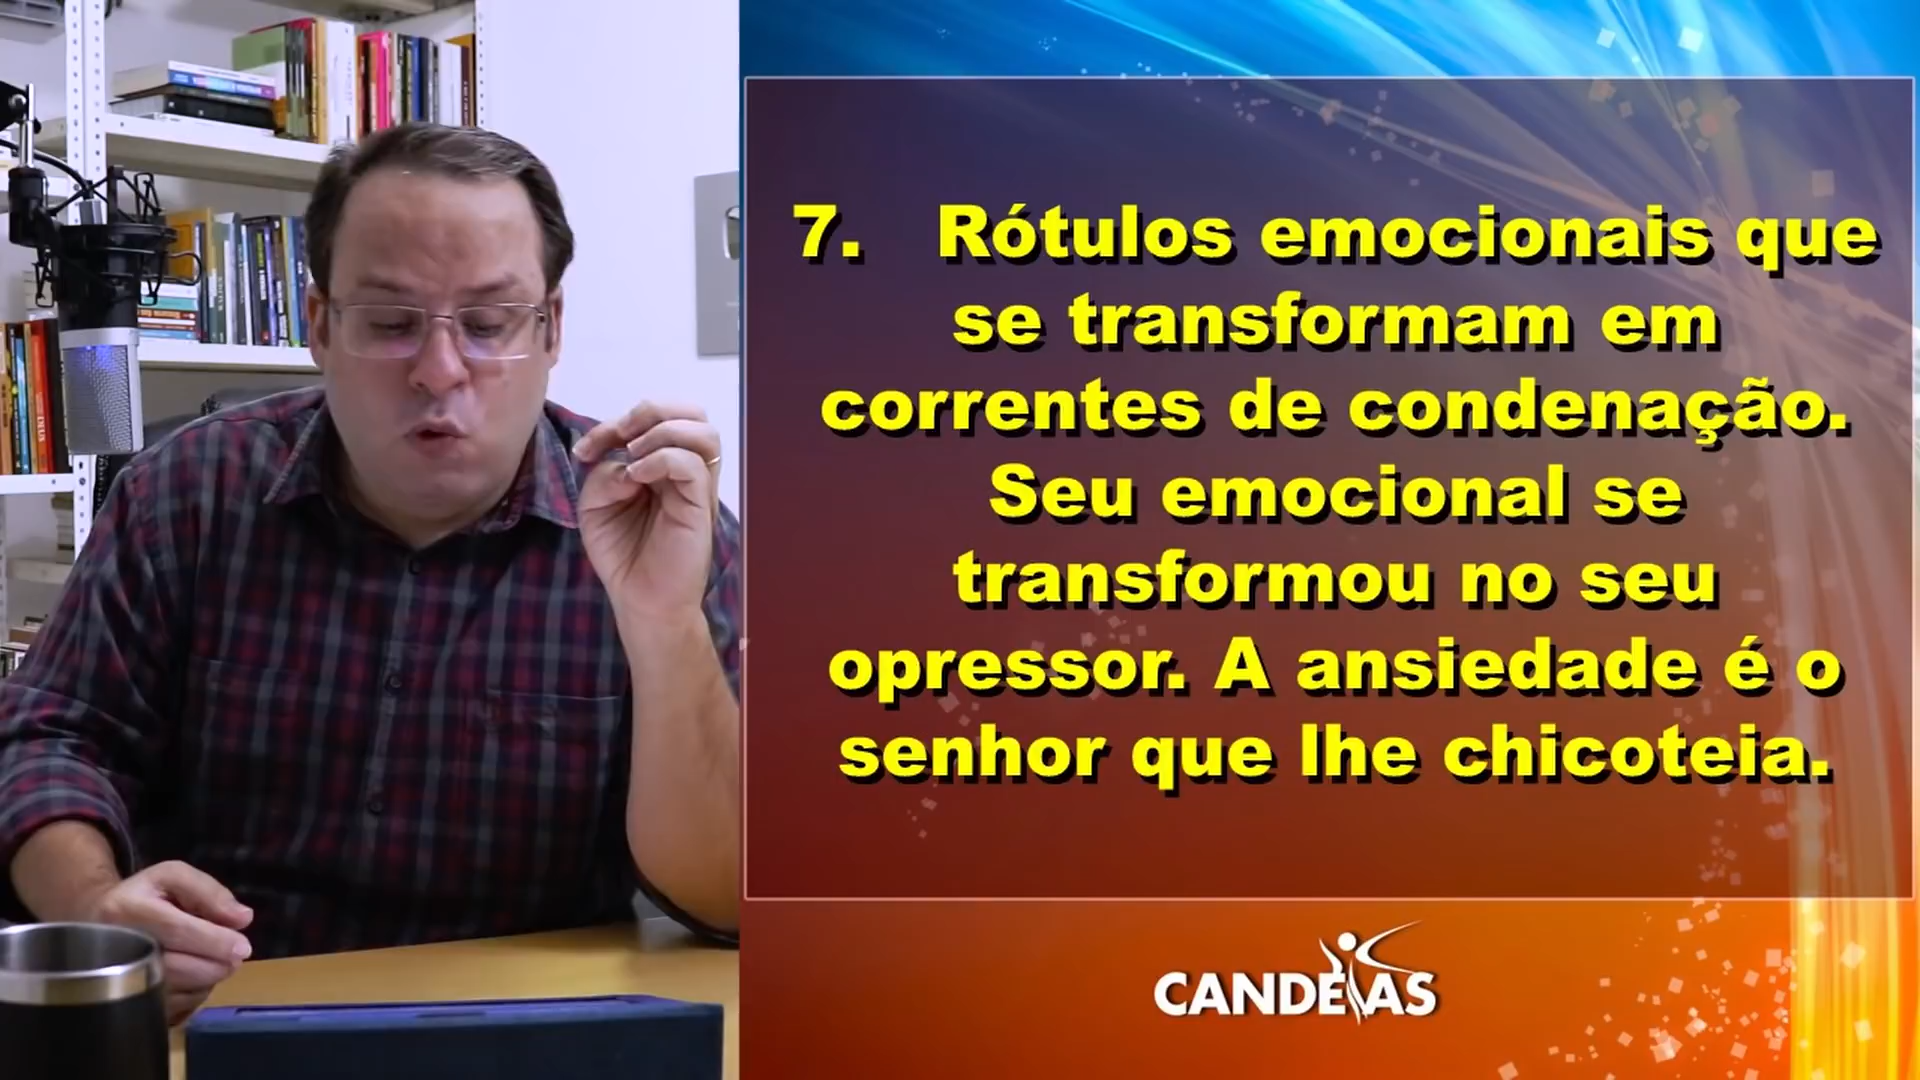 7. Rótulos emocionais que
se transformam em
correntes de condenação.
Seu emocional se
transformou no seu
opressor. A ansiedade é o
senhor que lhe chicoteia.
CANDEIAS